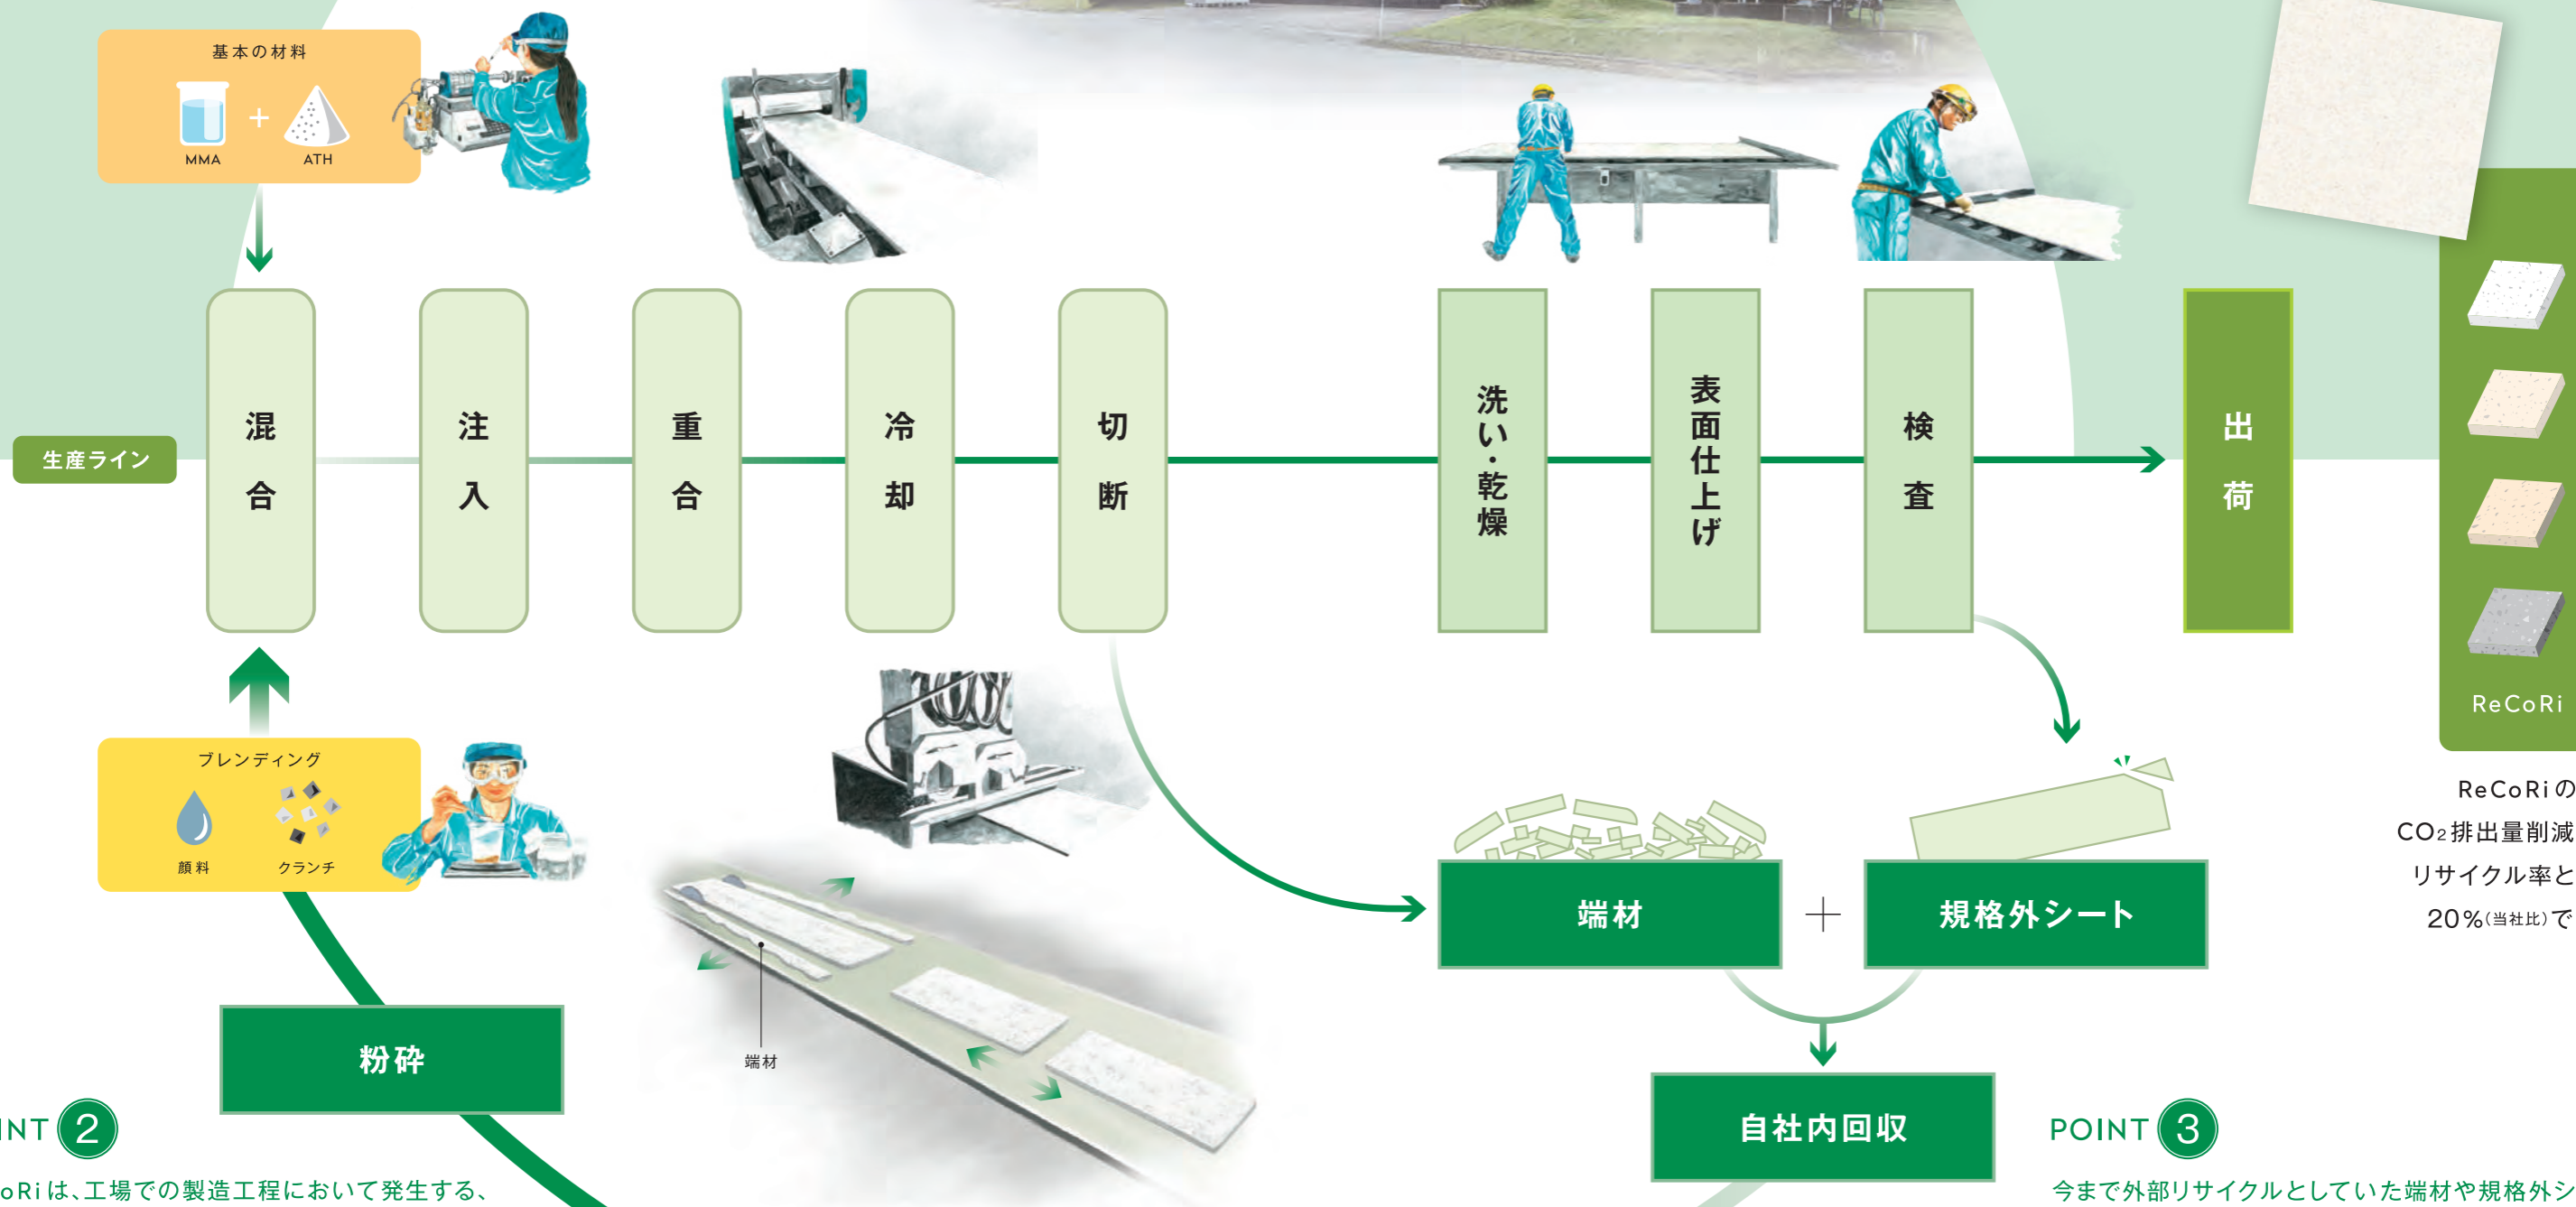 基本の材料
MMA
+
ATH
生産ライン
混合
注入
重合
冷却
切断
洗い・乾燥
表面仕上げ
検査
出荷
ReCoRi
ブレンディング
顔料
クランチ
粉砕
端材
端材
+
規格外シート
自社内回収
ReCoRiの
CO2排出量削減
リサイクル率と
20%(当社比)で
INT 2
oRiは、工場での製造工程において発生する、
POINT 3
今まで外部リサイクルとしていた端材や規格外シ